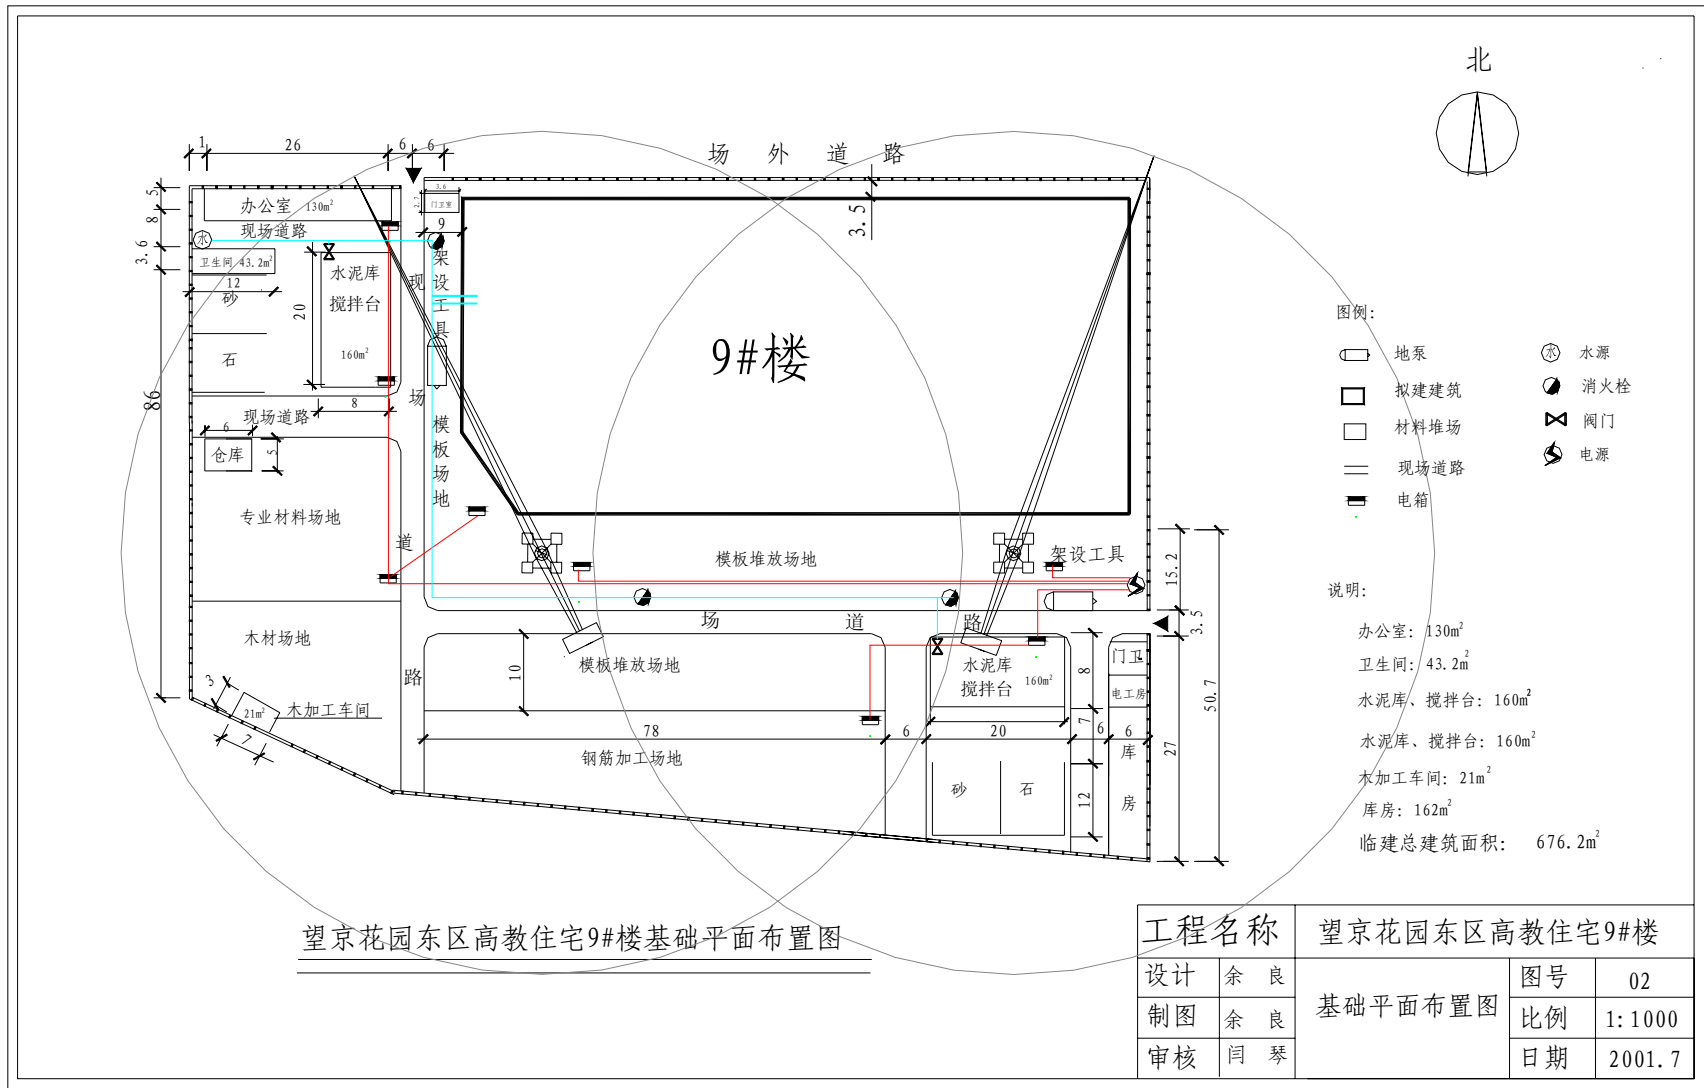 北
1
26
6
6
场 外 道 路
5
8
3.6
86
办公室 130m²
现场道路
水
卫生间 43.2m²
12
砂
石
20
水泥库
搅拌台
160m²
8
3.6
2.7
门卫室
9
3.5
架设工具
模板场地
现
场
道
路
9#楼
现场道路
6
仓库
5
专业材料场地
木材场地
3
21m²
7
木加工车间
模板堆放场地
架设工具
场 道 路
15.2
3.5
50.7
27
10
模板堆放场地
78
钢筋加工场地
6
20
6
6
水泥库
搅拌台 160m²
8
7
12
砂
石
门卫
电工房
库
房
图例:
地泵
拟建建筑
材料堆场
现场道路
电箱
水 水源
消火栓
阀门
电源
说明:
办公室: 130m²
卫生间: 43.2m²
水泥库、搅拌台: 160m²
水泥库、搅拌台: 160m²
木加工车间: 21m²
库房: 162m²
临建总建筑面积: 676.2m²
望京花园东区高教住宅9#楼基础平面布置图
工程名称 望京花园东区高教住宅9#楼
设计 余 良
制图 余 良
审核 闫 琴
基础平面布置图
图号 02
比例 1:1000
日期 2001.7